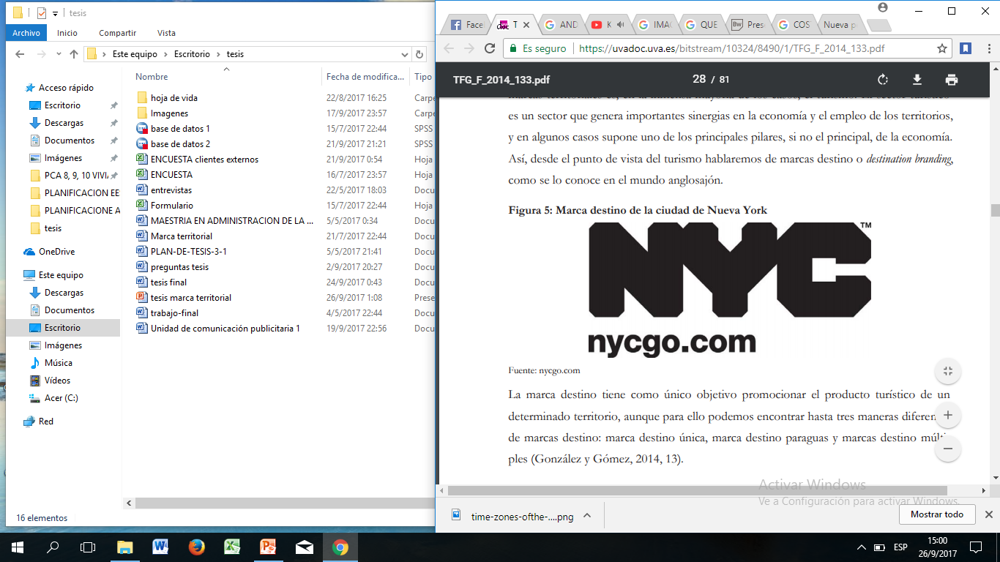 tesis
Archivo Inicio Compartir Vista
Este equipo Escritorio tesis
Nombre Fecha de modifica... Tipo
Acceso rápido
Escritorio
Descargas
Documentos
Imágenes
PCA 8, 9, 10 VIVI
PLANIFICACION EE
PLANIFICACIONE A
tesis
OneDrive
Este equipo
Descargas
Documentos
Escritorio
Imágenes
Música
Vídeos
Acer (C:)
Red
hoja de vida 22/8/2017 16:25 Carpe
Imagenes 17/9/2017 23:57 Carpe
base de datos 1 15/7/2017 22:44 SPSS
base de datos 2 21/9/2017 21:21 SPSS
ENCUESTA clientes externos 21/9/2017 0:54 Hoja
ENCUESTA 16/7/2017 23:57 Hoja
entrevistas 22/5/2017 18:03 Docu
Formulario 15/7/2017 22:44 Hoja
MAESTRIA EN ADMINISTRACION DE LA ... 5/5/2017 0:34 Docu
Marca territorial 21/7/2017 22:44 Docu
PLAN-DE-TESIS-3-1 5/5/2017 21:41 Docu
preguntas tesis 2/9/2017 20:27 Docu
tesis final 24/9/2017 0:43 Docu
tesis marca territorial 26/9/2017 1:08 Prese
trabajo-final 4/5/2017 22:44 Docu
Unidad de comunicación publicitaria 1 19/9/2017 22:56 Docu
16 elementos
Face T AND K IMAG QUE Bw Pres COS Nueva p
Es seguro https://uvadoc.uva.es/bitstream/10324/8490/1/TFG_F_2014_133.pdf
TFG_F_2014_133.pdf 28 / 81
es un sector que genera importantes sinergias en la economía y el empleo de los territorios,
y en algunos casos supone uno de los principales pilares, si no el principal, de la economía.
Así, desde el punto de vista del turismo hablaremos de marcas destino o destination branding,
como se lo conoce en el mundo anglosajón.
Figura 5: Marca destino de la ciudad de Nueva York
NYC™
nycgo.com
Fuente: nycgo.com
La marca destino tiene como único objetivo promocionar el producto turístico de un
determinado territorio, aunque para ello podemos encontrar hasta tres maneras diferen
de marcas destino: marca destino única, marca destino paraguas y marcas destino múlti
ples (González y Gómez, 2014, 13).
Activar Windows
Ve a Configuración para activar Windows.
time-zones-ofthe-....png Mostrar todo
ESP 15:00
26/9/2017